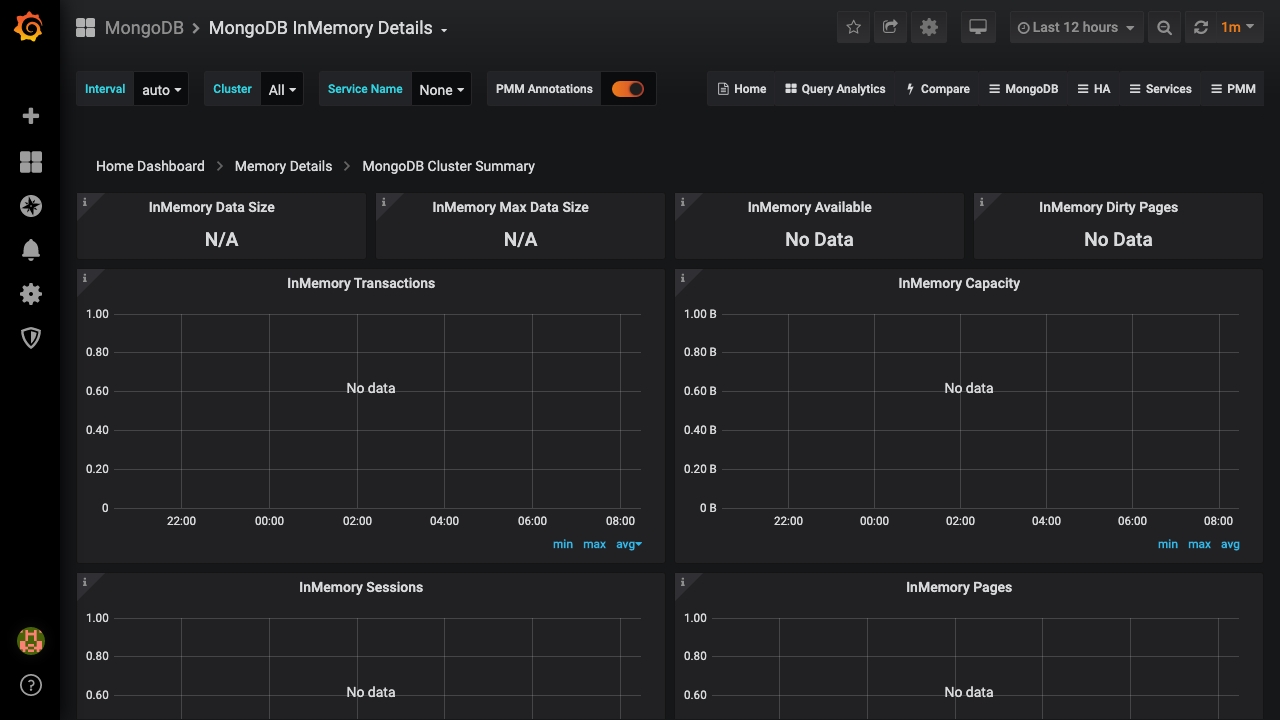 MongoDB > MongoDB InMemory Details
Last 12 hours
1m
Interval auto
Cluster All
Service Name None
PMM Annotations
Home
Query Analytics
Compare
MongoDB
HA
Services
PMM
Home Dashboard > Memory Details > MongoDB Cluster Summary
i
InMemory Data Size
N/A
i
InMemory Max Data Size
N/A
i
InMemory Available
No Data
i
InMemory Dirty Pages
No Data
i
InMemory Transactions
1.00
0.80
0.60
0.40
0.20
0
No data
22:00 00:00 02:00 04:00 06:00 08:00
min max avg
i
InMemory Capacity
1.00 B
0.80 B
0.60 B
0.40 B
0.20 B
0 B
No data
22:00 00:00 02:00 04:00 06:00 08:00
min max avg
i
InMemory Sessions
1.00
0.80
0.60
No data
i
InMemory Pages
1.00
0.80
0.60
No data
?